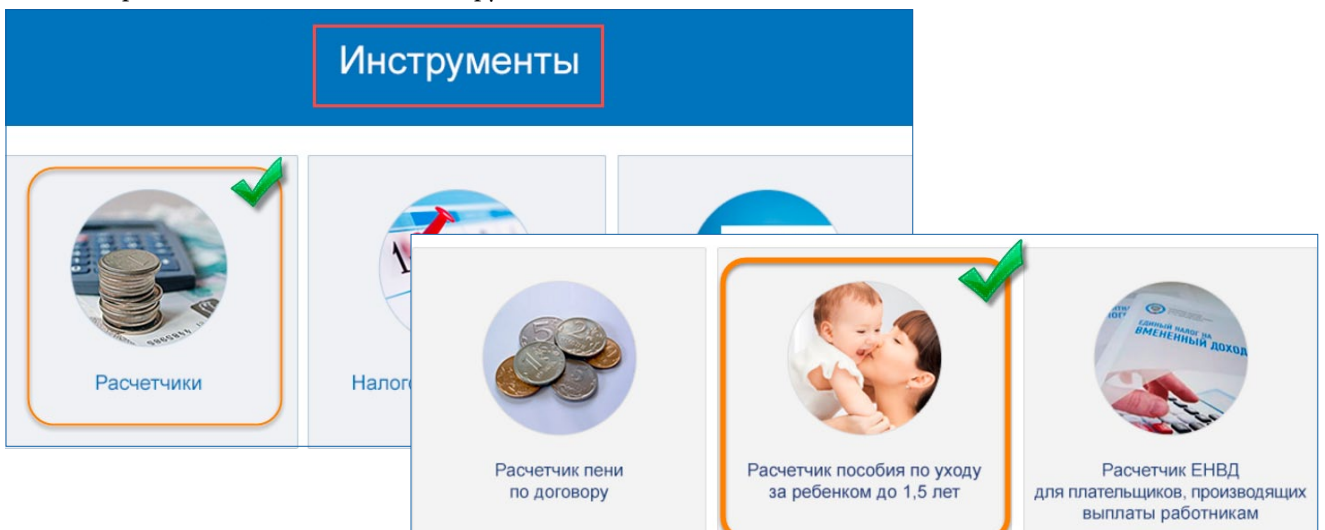 Инструменты
Расчетчики
Расчетчик пени
по договору
Расчетчик пособия по уходу
за ребенком до 1,5 лет
ЕДИНЫЙ НАЛОГ НА
ВМЕНЕННЫЙ ДОХОД
Расчетчик ЕНВД
для плательщиков, производящих
выплаты работникам